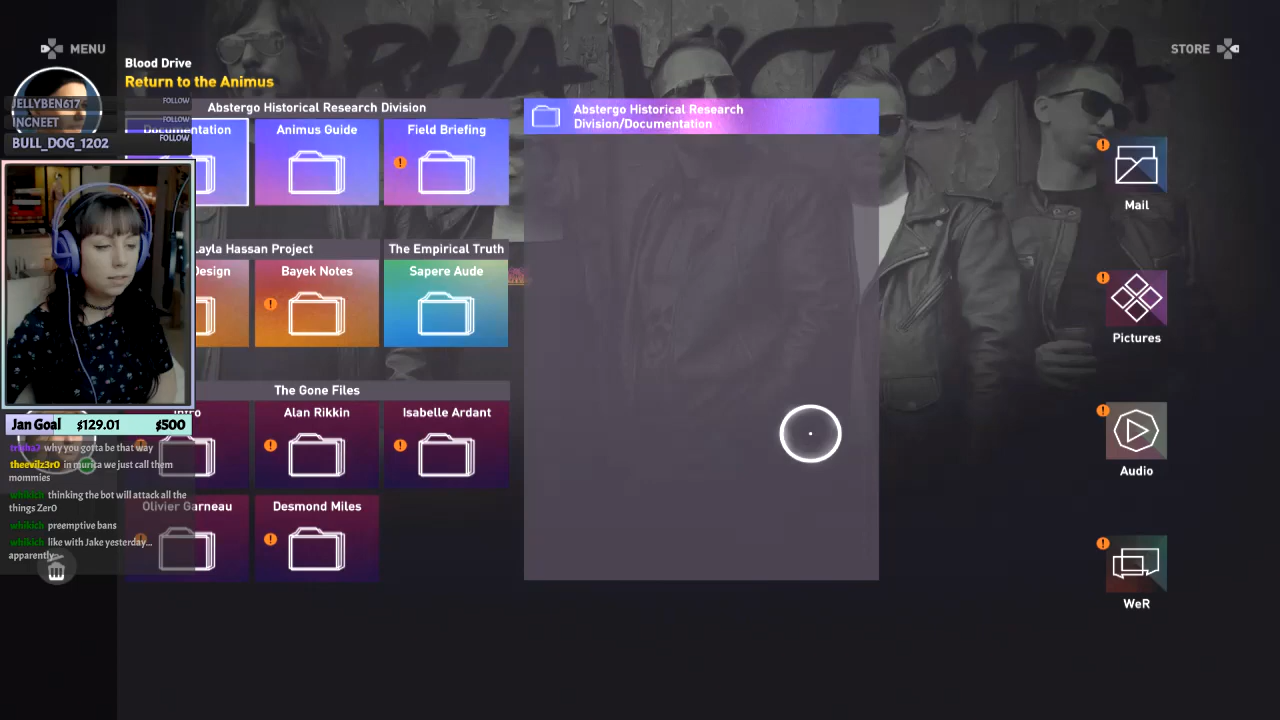 MENU
STORE
Blood Drive
Return to the Animus
JELLYBEN617
FOLLOW
INCNEET
FOLLOW
BULL_DOG_1202
FOLLOW
Abstergo Historical Research Division
Documentation
Animus Guide
Field Briefing
Layla Hassan Project
The Empirical Truth
Design
Bayek Notes
Sapere Aude
The Gone Files
Intro
Alan Rikkin
Isabelle Ardant
Olivier Garneau
Desmond Miles
Abstergo Historical Research
Division/Documentation
Mail
Pictures
Audio
WeR
Jan Goal $129.01 $500
why you gotta be that way
theevilz3r0 in murica we just call them
mommies
whikich thinking the bot will attack all the
things Zer0
whikich preemptive bans
whikich like with Jake yesterday...
apparently